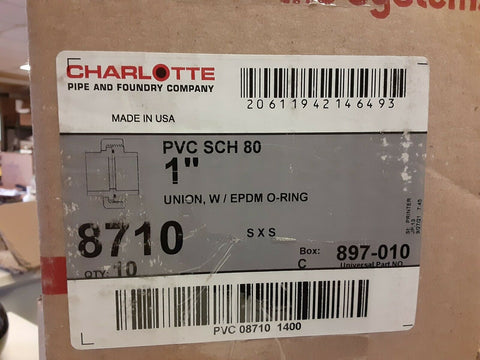 Systems
CHARLOTTE
PIPE AND FOUNDRY COMPANY
20611942146493
MADE IN USA
PVC SCH 80
1"
UNION, W/ EPDM O-RING
8710
S X S
QTY: 10
Box: 897-010
C Universal Part NO.
PVC 08710 1400